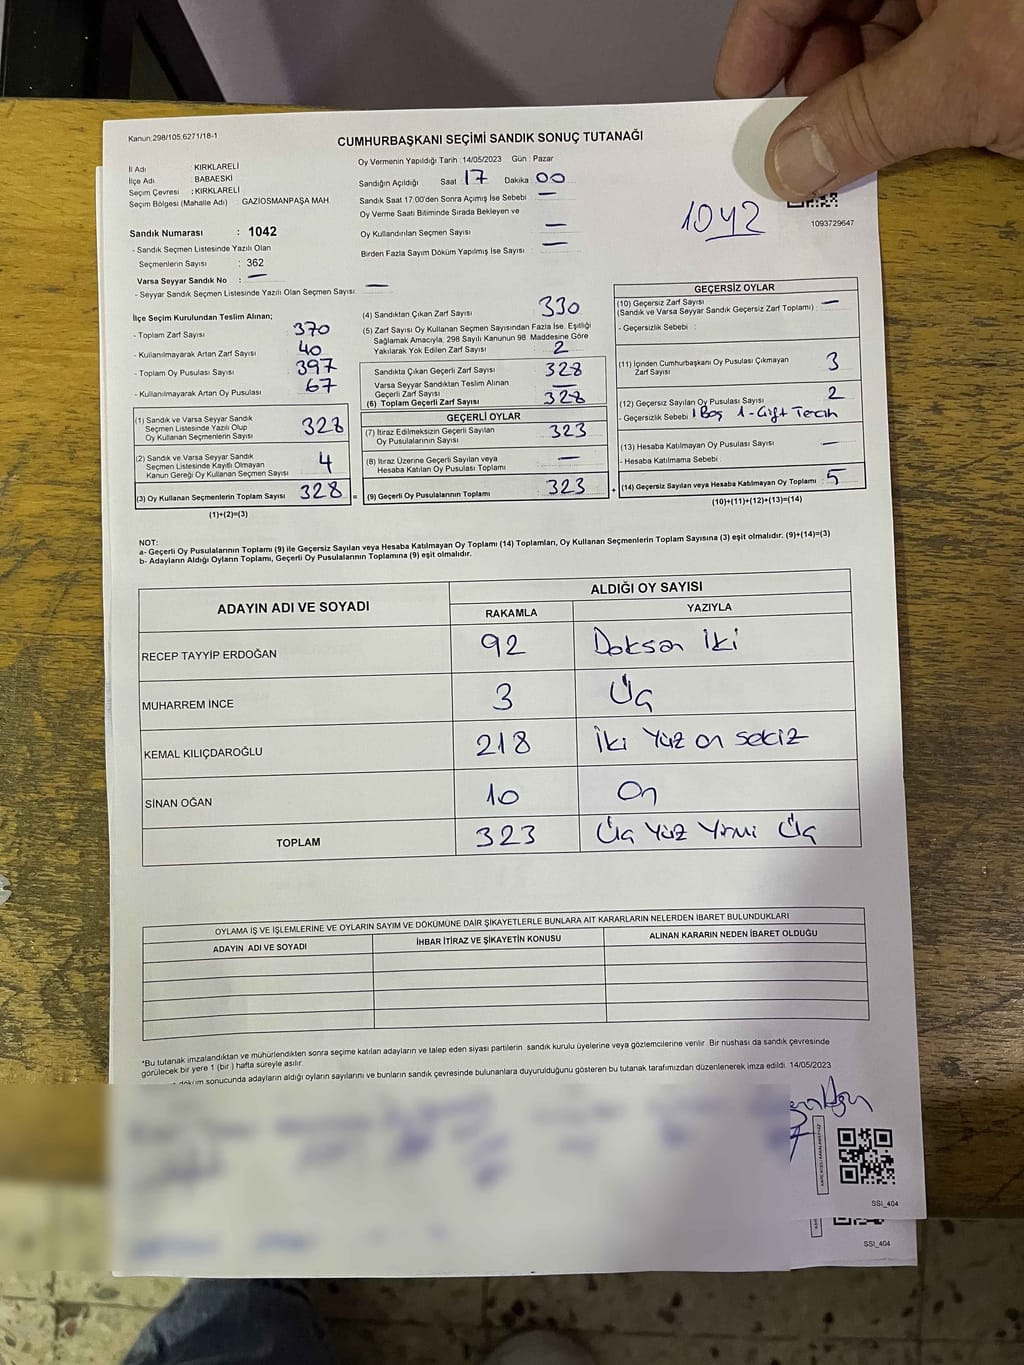 Kanun:298/105,6271/18-1
CUMHURBAŞKANI SEÇİMİ SANDIK SONUÇ TUTANAĞI
İl Adı : KIRKLARELİ
İlçe Adı : BABAESKİ
Seçim Çevresi : KIRKLARELİ
Seçim Bölgesi (Mahalle Adı) : GAZİOSMANPAŞA MAH
Sandık Numarası : 1042
- Sandık Seçmen Listesinde Yazılı Olan
Seçmenlerin Sayısı : 362
Varsa Seyyar Sandık No : —
- Seyyar Sandık Seçmen Listesinde Yazılı Olan Seçmen Sayısı: —
Oy Vermenin Yapıldığı Tarih :14/05/2023 Gün : Pazar
Sandığın Açıldığı Saat 17 Dakika 00
Sandık Saat 17.00'den Sonra Açımış İse Sebebi —
Oy Verme Saati Bitiminde Sırada Bekleyen ve
Oy Kullandırılan Seçmen Sayısı —
Birden Fazla Sayım Döküm Yapılmış İse Sayısı —
1042
1093729647
İlçe Seçim Kurulundan Teslim Alınan;
- Toplam Zarf Sayısı 370
- Kullanılmayarak Artan Zarf Sayısı 40
- Toplam Oy Pusulası Sayısı 397
- Kullanılmayarak Artan Oy Pusulası 67
(1) Sandık ve Varsa Seyyar Sandık
Seçmen Listesinde Yazılı Olup
Oy Kullanan Seçmenlerin Sayısı 328
(2) Sandık ve Varsa Seyyar Sandık
Seçmen Listesinde Kayıtlı Olmayan
Kanun Gereği Oy Kullanan Seçmen Sayısı 4
(3) Oy Kullanan Seçmenlerin Toplam Sayısı 328
(1)+(2)=(3)
(4) Sandıktan Çıkan Zarf Sayısı 330
(5) Zarf Sayısı Oy Kullanan Seçmen Sayısından Fazla İse, Eşitliği
Sağlamak Amacıyla, 298 Sayılı Kanunun 98. Maddesine Göre
Yakılarak Yok Edilen Zarf Sayısı 2
Sandıkta Çıkan Geçerli Zarf Sayısı 328
Varsa Seyyar Sandıktan Teslim Alınan
Geçerli Zarf Sayısı —
(6) Toplam Geçerli Zarf Sayısı 328
GEÇERLİ OYLAR
(7) İtiraz Edilmeksizin Geçerli Sayılan
Oy Pusulasının Sayısı 323
(8) İtiraz Üzerine Geçerli Sayılan veya
Hesaba Katılan Oy Pusulası Toplamı —
= (9) Geçerli Oy Pusulalarının Toplamı 323
GEÇERSİZ OYLAR
(10) Geçersiz Zarf Sayısı
(Sandık ve Varsa Seyyar Sandık Geçersiz Zarf Toplamı) : —
- Geçersizlik Sebebi :
(11) İçinden Cumhurbaşkanı Oy Pusulası Çıkmayan
Zarf Sayısı 3
(12) Geçersiz Sayılan Oy Pusulası Sayısı 2
- Geçersizlik Sebebi 1 Boş 1-Çift Tercih
(13) Hesaba Katılmayan Oy Pusulası Sayısı —
- Hesaba Katılmama Sebebi :
+ (14) Geçersiz Sayılan veya Hesaba Katılmayan Oy Toplamı 5
(10)+(11)+(12)+(13)=(14)
NOT:
a- Geçerli Oy Pusulalarının Toplamı (9) ile Geçersiz Sayılan veya Hesaba Katılmayan Oy Toplamı (14) Toplamları, Oy Kullanan Seçmenlerin Toplam Sayısına (3) eşit olmalıdır. (9)+(14)=(3)
b- Adayların Aldığı Oyların Toplamı, Geçerli Oy Pusulalarının Toplamına (9) eşit olmalıdır.
ADAYIN ADI VE SOYADI
ALDIĞI OY SAYISI
RAKAMLA YAZIYLA
RECEP TAYYİP ERDOĞAN 92 Doksan İki
MUHARREM İNCE 3 Üç
KEMAL KILIÇDAROĞLU 218 İki Yüz on sekiz
SİNAN OĞAN 10 On
TOPLAM 323 Üç Yüz Yirmi Üç
OYLAMA İŞ VE İŞLEMLERİNE VE OYLARIN SAYIM VE DÖKÜMÜNE DAİR ŞİKAYETLERLE BUNLARA AİT KARARLARIN NELERDEN İBARET BULUNDUKLARI
ADAYIN ADI VE SOYADI İHBAR İTİRAZ VE ŞİKAYETİN KONUSU ALINAN KARARIN NEDEN İBARET OLDUĞU
*Bu tutanak imzalandıktan ve mühürlendikten sonra seçime katılan adayların ve talep eden siyasi partilerin sandık kurulu üyelerine veya gözlemcilerine verilir. Bir nushası da sandık çevresinde
görülecek bir yere 1 (bir ) hafta süreyle asılır.
döküm sonucunda adayların aldığı oyların sayılarını ve bunların sandık çevresinde bulunanlara duyurulduğunu gösteren bu tutanak tarafımızdan düzenlenerek imza edildi. 14/05/2023
SSI_404
SSI_404